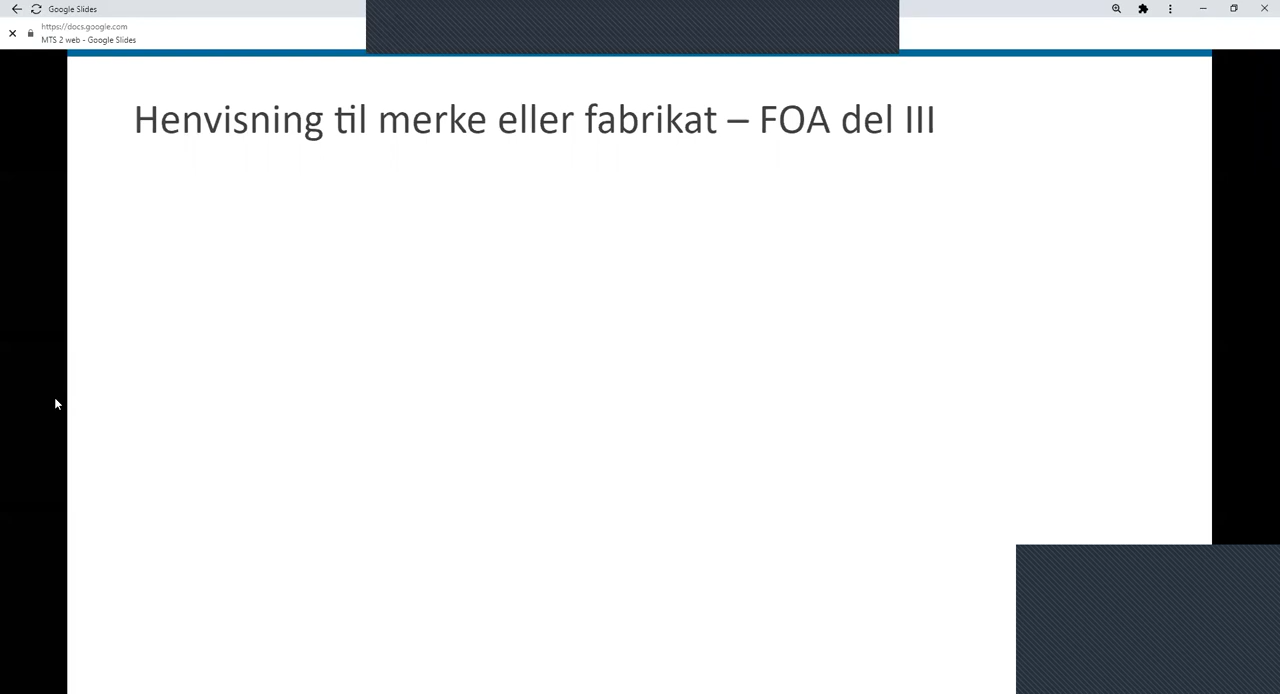 Google Slides
https://docs.google.com
MTS 2 web - Google Slides
Henvisning til merke eller fabrikat – FOA del III